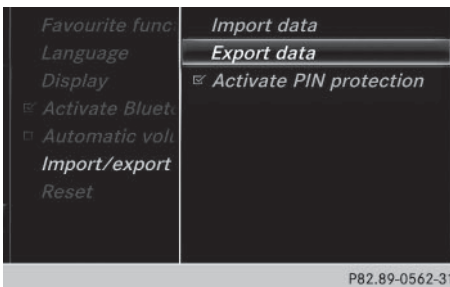 Favourite func
Language
Display
Activate Bluet
Automatic volu
Import/export
Reset
Import data
Export data
Activate PIN protection
P82.89-0562-31